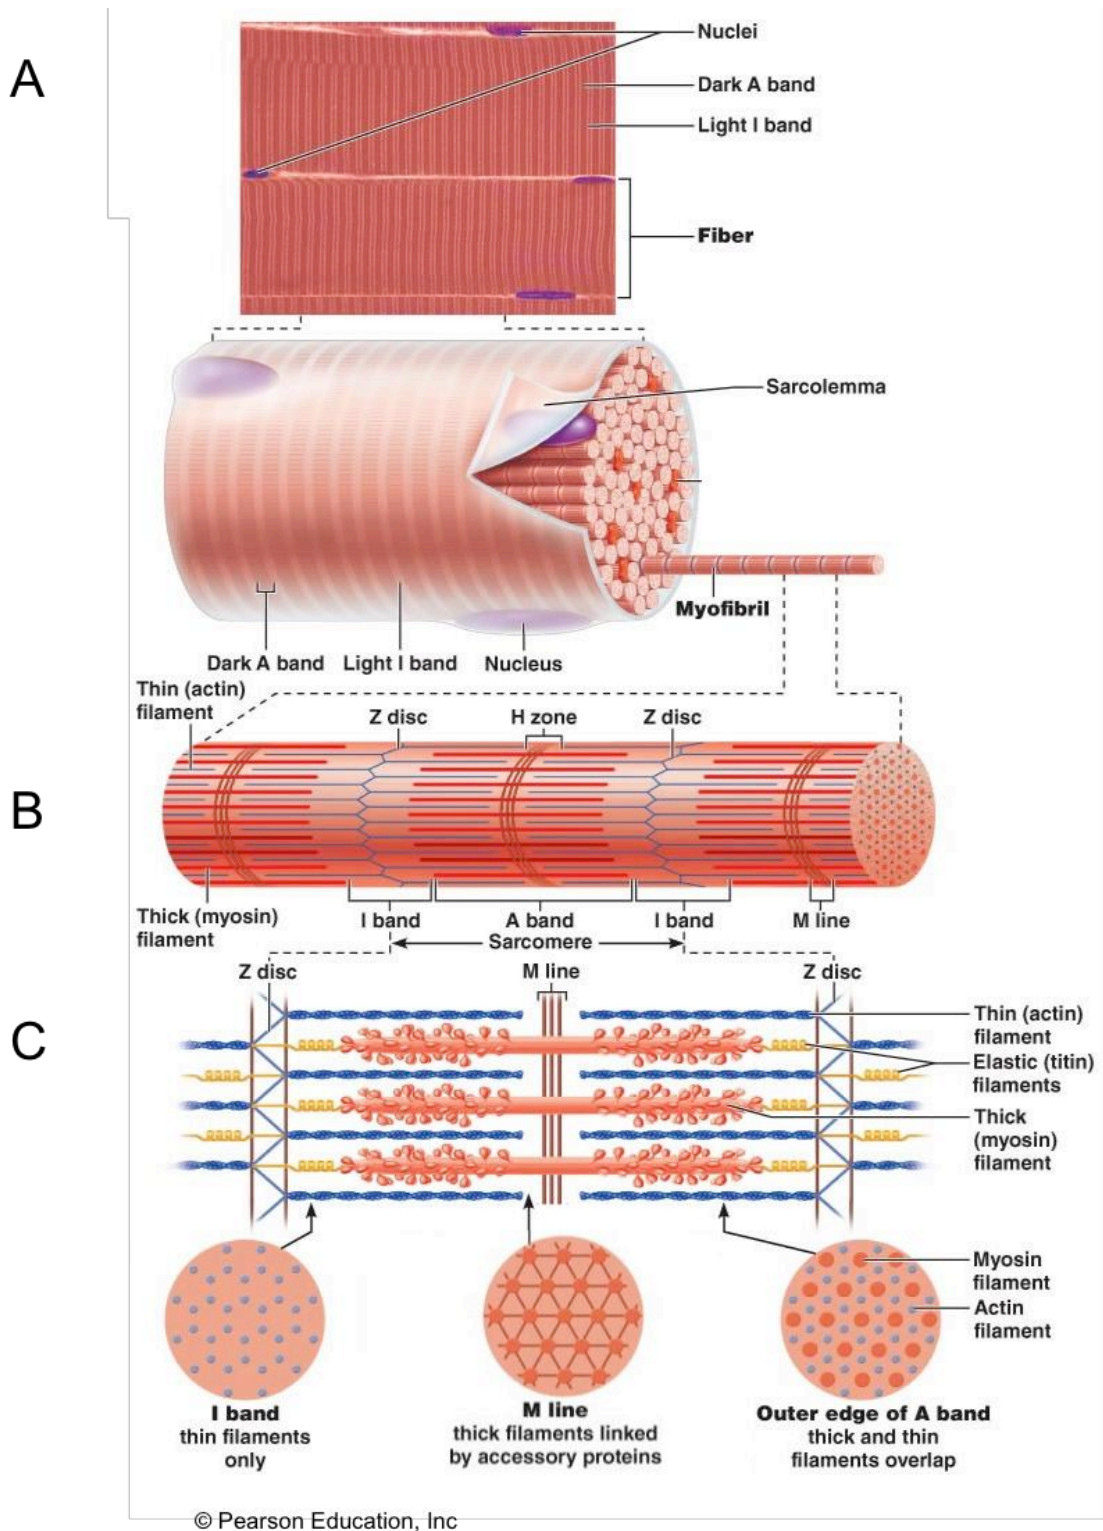 A
Nuclei
Dark A band
Light I band
Fiber
Sarcolemma
Myofibril
Dark A band
Light I band
Nucleus
Thin (actin)
filament
Z disc
H zone
Z disc
B
Thick (myosin)
filament
I band
A band
I band
M line
Sarcomere
Z disc
M line
Z disc
C
Thin (actin)
filament
Elastic (titin)
filaments
Thick
(myosin)
filament
Myosin
filament
Actin
filament
I band
thin filaments
only
M line
thick filaments linked
by accessory proteins
Outer edge of A band
thick and thin
filaments overlap
© Pearson Education, Inc